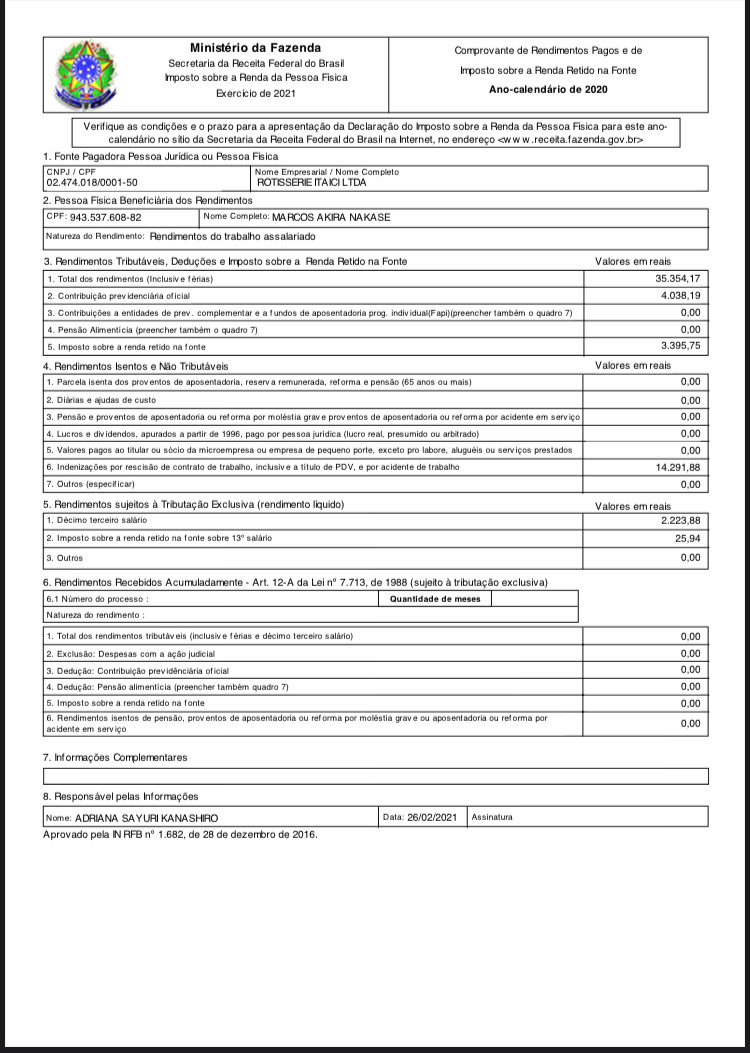 Ministério da Fazenda
Secretaria da Receita Federal do Brasil
Imposto sobre a Renda da Pessoa Física
Exercício de 2021
Comprovante de Rendimentos Pagos e de
Imposto sobre a Renda Retido na Fonte
Ano-calendário de 2020
Verifique as condições e o prazo para a apresentação da Declaração do Imposto sobre a Renda da Pessoa Física para este ano-
calendário no sítio da Secretaria da Receita Federal do Brasil na Internet, no endereço <www.receita.fazenda.gov.br>
1. Fonte Pagadora Pessoa Jurídica ou Pessoa Física
CNPJ / CPF
02.474.018/0001-50
Nome Empresarial / Nome Completo
ROTISSERIE ITAICI LTDA
2. Pessoa Física Beneficiária dos Rendimentos
CPF: 943.537.608-82 Nome Completo: MARCOS AKIRA NAKASE
Natureza do Rendimento: Rendimentos do trabalho assalariado
3. Rendimentos Tributáveis, Deduções e Imposto sobre a Renda Retido na Fonte Valores em reais
1. Total dos rendimentos (Inclusive férias) 35.354,17
2. Contribuição previdenciária oficial 4.038,19
3. Contribuições a entidades de prev. complementar e a fundos de aposentadoria prog. individual(Fapi)(preencher também o quadro 7) 0,00
4. Pensão Alimentícia (preencher também o quadro 7) 0,00
5. Imposto sobre a renda retido na fonte 3.395,75
4. Rendimentos Isentos e Não Tributáveis Valores em reais
1. Parcela isenta dos proventos de aposentadoria, reserva remunerada, reforma e pensão (65 anos ou mais) 0,00
2. Diárias e ajudas de custo 0,00
3. Pensão e proventos de aposentadoria ou reforma por moléstia grave proventos de aposentadoria ou reforma por acidente em serviço 0,00
4. Lucros e dividendos, apurados a partir de 1996, pago por pessoa jurídica (lucro real, presumido ou arbitrado) 0,00
5. Valores pagos ao titular ou sócio da microempresa ou empresa de pequeno porte, exceto pro labore, aluguéis ou serviços prestados 0,00
6. Indenizações por rescisão de contrato de trabalho, inclusive a título de PDV, e por acidente de trabalho 14.291,88
7. Outros (especificar) 0,00
5. Rendimentos sujeitos à Tributação Exclusiva (rendimento líquido) Valores em reais
1. Décimo terceiro salário 2.223,88
2. Imposto sobre a renda retido na fonte sobre 13º salário 25,94
3. Outros 0,00
6. Rendimentos Recebidos Acumuladamente - Art. 12-A da Lei nº 7.713, de 1988 (sujeito à tributação exclusiva)
6.1 Número do processo : Quantidade de meses
Natureza do rendimento :
1. Total dos rendimentos tributáveis (inclusive férias e décimo terceiro salário) 0,00
2. Exclusão: Despesas com a ação judicial 0,00
3. Dedução: Contribuição previdênciária oficial 0,00
4. Dedução: Pensão alimentícia (preencher também quadro 7) 0,00
5. Imposto sobre a renda retido na fonte 0,00
6. Rendimentos isentos de pensão, proventos de aposentadoria ou reforma por moléstia grave ou aposentadoria ou reforma por
acidente em serviço 0,00
7. Informações Complementares
8. Responsável pelas Informações
Nome: ADRIANA SAYURI KANASHIRO Data: 26/02/2021 Assinatura
Aprovado pela IN RFB nº 1.682, de 28 de dezembro de 2016.